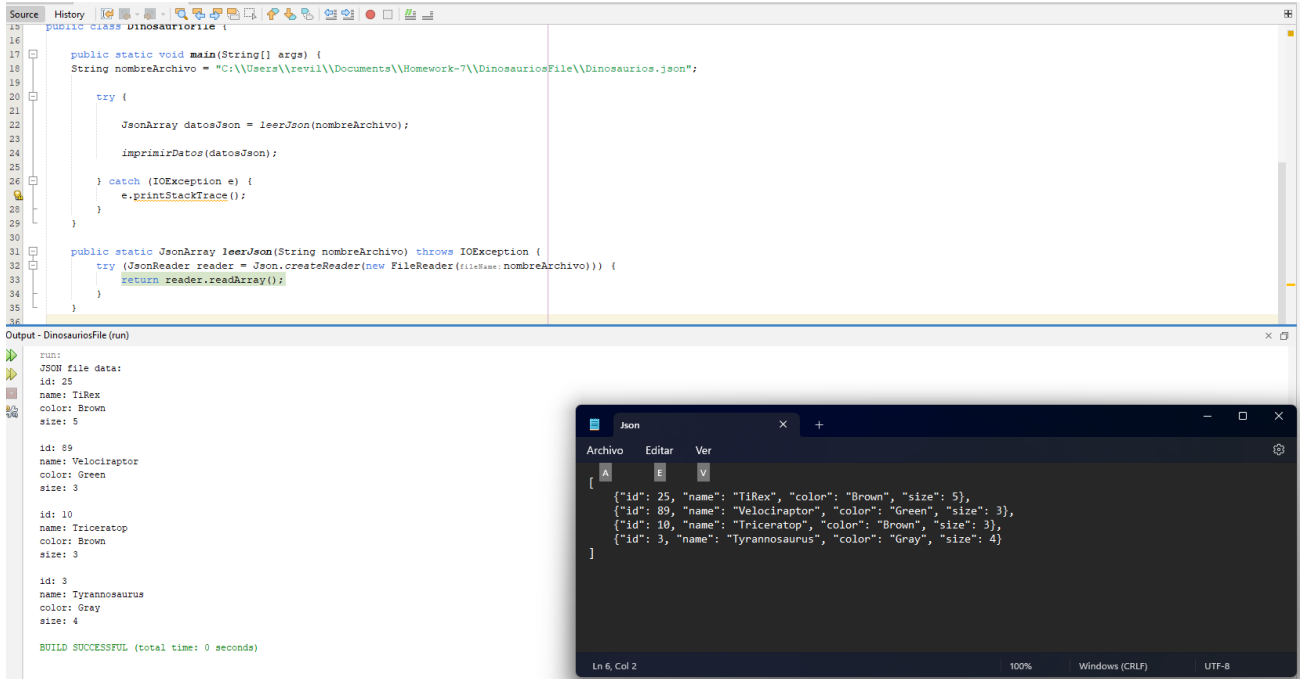 Source History
15 public class DinosaurioFile {
16
17 public static void main(String[] args) {
18 String nombreArchivo = "C:\\Users\\revil\\Documents\\Homework-7\\DinosauriosFile\\Dinosaurios.json";
19
20 try {
21
22 JsonArray datosJson = leerJson(nombreArchivo);
23
24 imprimirDatos(datosJson);
25
26 } catch (IOException e) {
e.printStackTrace();
28 }
29 }
30
31 public static JsonArray leerJson(String nombreArchivo) throws IOException {
32 try (JsonReader reader = Json.createReader(new FileReader(fileName: nombreArchivo))) {
33 return reader.readArray();
34 }
35 }
36
Output - DinosauriosFile (run)
run:
JSON file data:
id: 25
name: TiRex
color: Brown
size: 5
id: 89
name: Velociraptor
color: Green
size: 3
id: 10
name: Triceratop
color: Brown
size: 3
id: 3
name: Tyrannosaurus
color: Gray
size: 4
BUILD SUCCESSFUL (total time: 0 seconds)
Json
Archivo Editar Ver
A E V
[
{"id": 25, "name": "TiRex", "color": "Brown", "size": 5},
{"id": 89, "name": "Velociraptor", "color": "Green", "size": 3},
{"id": 10, "name": "Triceratop", "color": "Brown", "size": 3},
{"id": 3, "name": "Tyrannosaurus", "color": "Gray", "size": 4}
]
Ln 6, Col 2 100% Windows (CRLF) UTF-8